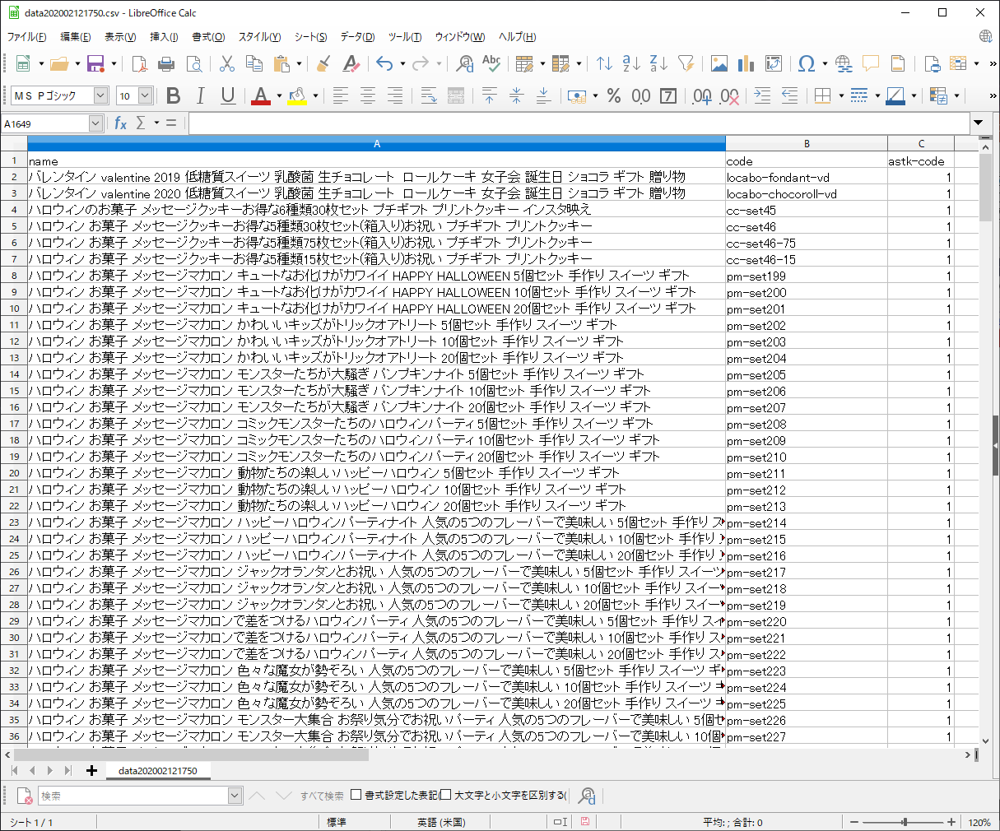 data202002121750.csv - LibreOffice Calc
ファイル(F) 編集(E) 表示(V) 挿入(I) 書式(O) スタイル(Y) シート(S) データ(D) ツール(T) ウィンドウ(W) ヘルプ(H)
ＭＳ Ｐゴシック 10
A1649
A B C
1 name code astk-code
2 バレンタイン valentine 2019 低糖質スイーツ 乳酸菌 生チョコレート ロールケーキ 女子会 誕生日 ショコラ ギフト 贈り物 locabo-fondant-vd 1
3 バレンタイン valentine 2020 低糖質スイーツ 乳酸菌 生チョコレート ロールケーキ 女子会 誕生日 ショコラ ギフト 贈り物 locabo-chocoroll-vd 1
4 ハロウィンのお菓子 メッセージクッキーお得な6種類30枚セット プチギフト プリントクッキー インスタ映え cc-set45 1
5 ハロウィン お菓子 メッセージクッキーお得な5種類30枚セット(箱入り)お祝い プチギフト プリントクッキー cc-set46 1
6 ハロウィン お菓子 メッセージクッキーお得な5種類75枚セット(箱入り)お祝い プチギフト プリントクッキー cc-set46-75 1
7 ハロウィン お菓子 メッセージクッキーお得な5種類15枚セット(箱入り)お祝い プチギフト プリントクッキー cc-set46-15 1
8 ハロウィン お菓子 メッセージマカロン キュートなお化けがカワイイ HAPPY HALLOWEEN 5個セット 手作り スイーツ ギフト pm-set199 1
9 ハロウィン お菓子 メッセージマカロン キュートなお化けがカワイイ HAPPY HALLOWEEN 10個セット 手作り スイーツ ギフト pm-set200 1
10 ハロウィン お菓子 メッセージマカロン キュートなお化けがカワイイ HAPPY HALLOWEEN 20個セット 手作り スイーツ ギフト pm-set201 1
11 ハロウィン お菓子 メッセージマカロン かわいいキッズがトリックオアトリート 5個セット 手作り スイーツ ギフト pm-set202 1
12 ハロウィン お菓子 メッセージマカロン かわいいキッズがトリックオアトリート 10個セット 手作り スイーツ ギフト pm-set203 1
13 ハロウィン お菓子 メッセージマカロン かわいいキッズがトリックオアトリート 20個セット 手作り スイーツ ギフト pm-set204 1
14 ハロウィン お菓子 メッセージマカロン モンスターたちが大騒ぎ パンプキンナイト 5個セット 手作り スイーツ ギフト pm-set205 1
15 ハロウィン お菓子 メッセージマカロン モンスターたちが大騒ぎ パンプキンナイト 10個セット 手作り スイーツ ギフト pm-set206 1
16 ハロウィン お菓子 メッセージマカロン モンスターたちが大騒ぎ パンプキンナイト 20個セット 手作り スイーツ ギフト pm-set207 1
17 ハロウィン お菓子 メッセージマカロン コミックモンスターたちのハロウィンパーティ 5個セット 手作り スイーツ ギフト pm-set208 1
18 ハロウィン お菓子 メッセージマカロン コミックモンスターたちのハロウィンパーティ 10個セット 手作り スイーツ ギフト pm-set209 1
19 ハロウィン お菓子 メッセージマカロン コミックモンスターたちのハロウィンパーティ 20個セット 手作り スイーツ ギフト pm-set210 1
20 ハロウィン お菓子 メッセージマカロン 動物たちの楽しいハッピーハロウィン 5個セット 手作り スイーツ ギフト pm-set211 1
21 ハロウィン お菓子 メッセージマカロン 動物たちの楽しいハッピーハロウィン 10個セット 手作り スイーツ ギフト pm-set212 1
22 ハロウィン お菓子 メッセージマカロン 動物たちの楽しいハッピーハロウィン 20個セット 手作り スイーツ ギフト pm-set213 1
23 ハロウィン お菓子 メッセージマカロン ハッピーハロウィンパーティナイト 人気の5つのフレーバーで美味しい 5個セット 手作り ス pm-set214 1
24 ハロウィン お菓子 メッセージマカロン ハッピーハロウィンパーティナイト 人気の5つのフレーバーで美味しい 10個セット 手作り pm-set215 1
25 ハロウィン お菓子 メッセージマカロン ハッピーハロウィンパーティナイト 人気の5つのフレーバーで美味しい 20個セット 手作り pm-set216 1
26 ハロウィン お菓子 メッセージマカロン ジャックオランタンとお祝い 人気の5つのフレーバーで美味しい 5個セット 手作り スイーツ pm-set217 1
27 ハロウィン お菓子 メッセージマカロン ジャックオランタンとお祝い 人気の5つのフレーバーで美味しい 10個セット 手作り スイー pm-set218 1
28 ハロウィン お菓子 メッセージマカロン ジャックオランタンとお祝い 人気の5つのフレーバーで美味しい 20個セット 手作り スイー pm-set219 1
29 ハロウィン お菓子 メッセージマカロンで差をつけるハロウィンパーティ 人気の5つのフレーバーで美味しい 5個セット 手作り スイ pm-set220 1
30 ハロウィン お菓子 メッセージマカロンで差をつけるハロウィンパーティ 人気の5つのフレーバーで美味しい 10個セット 手作り ス pm-set221 1
31 ハロウィン お菓子 メッセージマカロンで差をつけるハロウィンパーティ 人気の5つのフレーバーで美味しい 20個セット 手作り ス pm-set222 1
32 ハロウィン お菓子 メッセージマカロン 色々な魔女が勢ぞろい 人気の5つのフレーバーで美味しい 5個セット 手作り スイーツ ギ pm-set223 1
33 ハロウィン お菓子 メッセージマカロン 色々な魔女が勢ぞろい 人気の5つのフレーバーで美味しい 10個セット 手作り スイーツ pm-set224 1
34 ハロウィン お菓子 メッセージマカロン 色々な魔女が勢ぞろい 人気の5つのフレーバーで美味しい 20個セット 手作り スイーツ pm-set225 1
35 ハロウィン お菓子 メッセージマカロン モンスター大集合 お祭り気分でお祝いパーティ 人気の5つのフレーバーで美味しい 5個セ pm-set226 1
36 ハロウィン お菓子 メッセージマカロン モンスター大集合 お祭り気分でお祝いパーティ 人気の5つのフレーバーで美味しい 10個 pm-set227 1
data202002121750
検索 すべて検索 書式設定した表記( 大文字と小文字を区別する(
シート 1 / 1 標準 英語 (米国) 平均: ; 合計: 0 120%